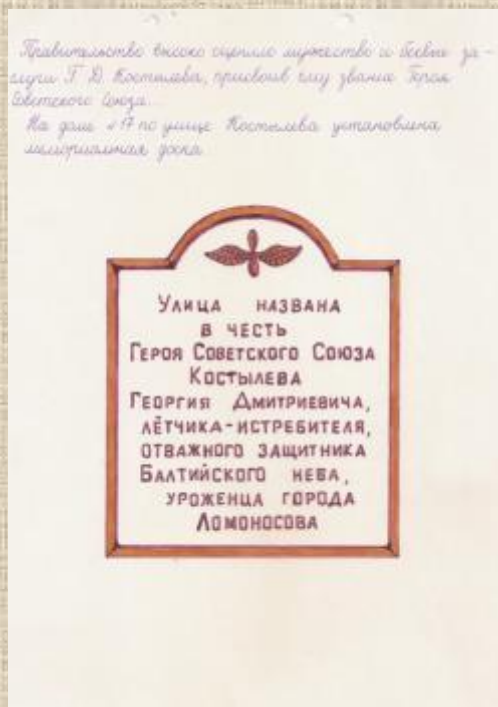 Правительство высоко оценило мужество и боевые за-
слуги Г. Д. Костылева, присвоив ему звание Героя
Советского Союза...
На доме №17 по улице Костылева установлена
мемориальная доска
Улица названа
в честь
Героя Советского Союза
Костылева
Георгия Дмитриевича,
лётчика-истребителя,
отважного защитника
Балтийского неба,
уроженца города
Ломоносова